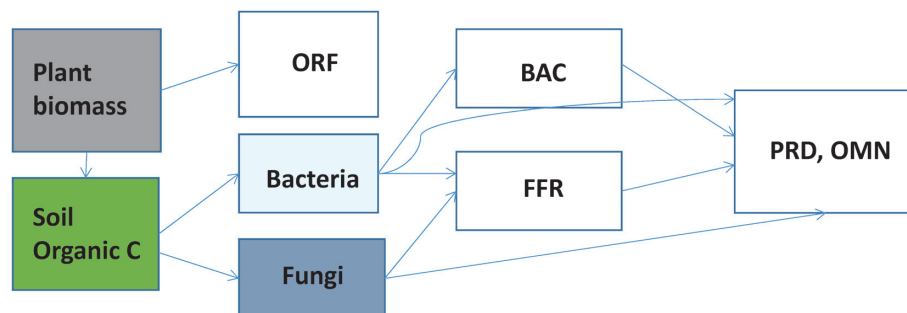 Plant
biomass
ORF
BAC
PRD, OMN
Bacteria
FFR
Soil
Organic C
Fungi